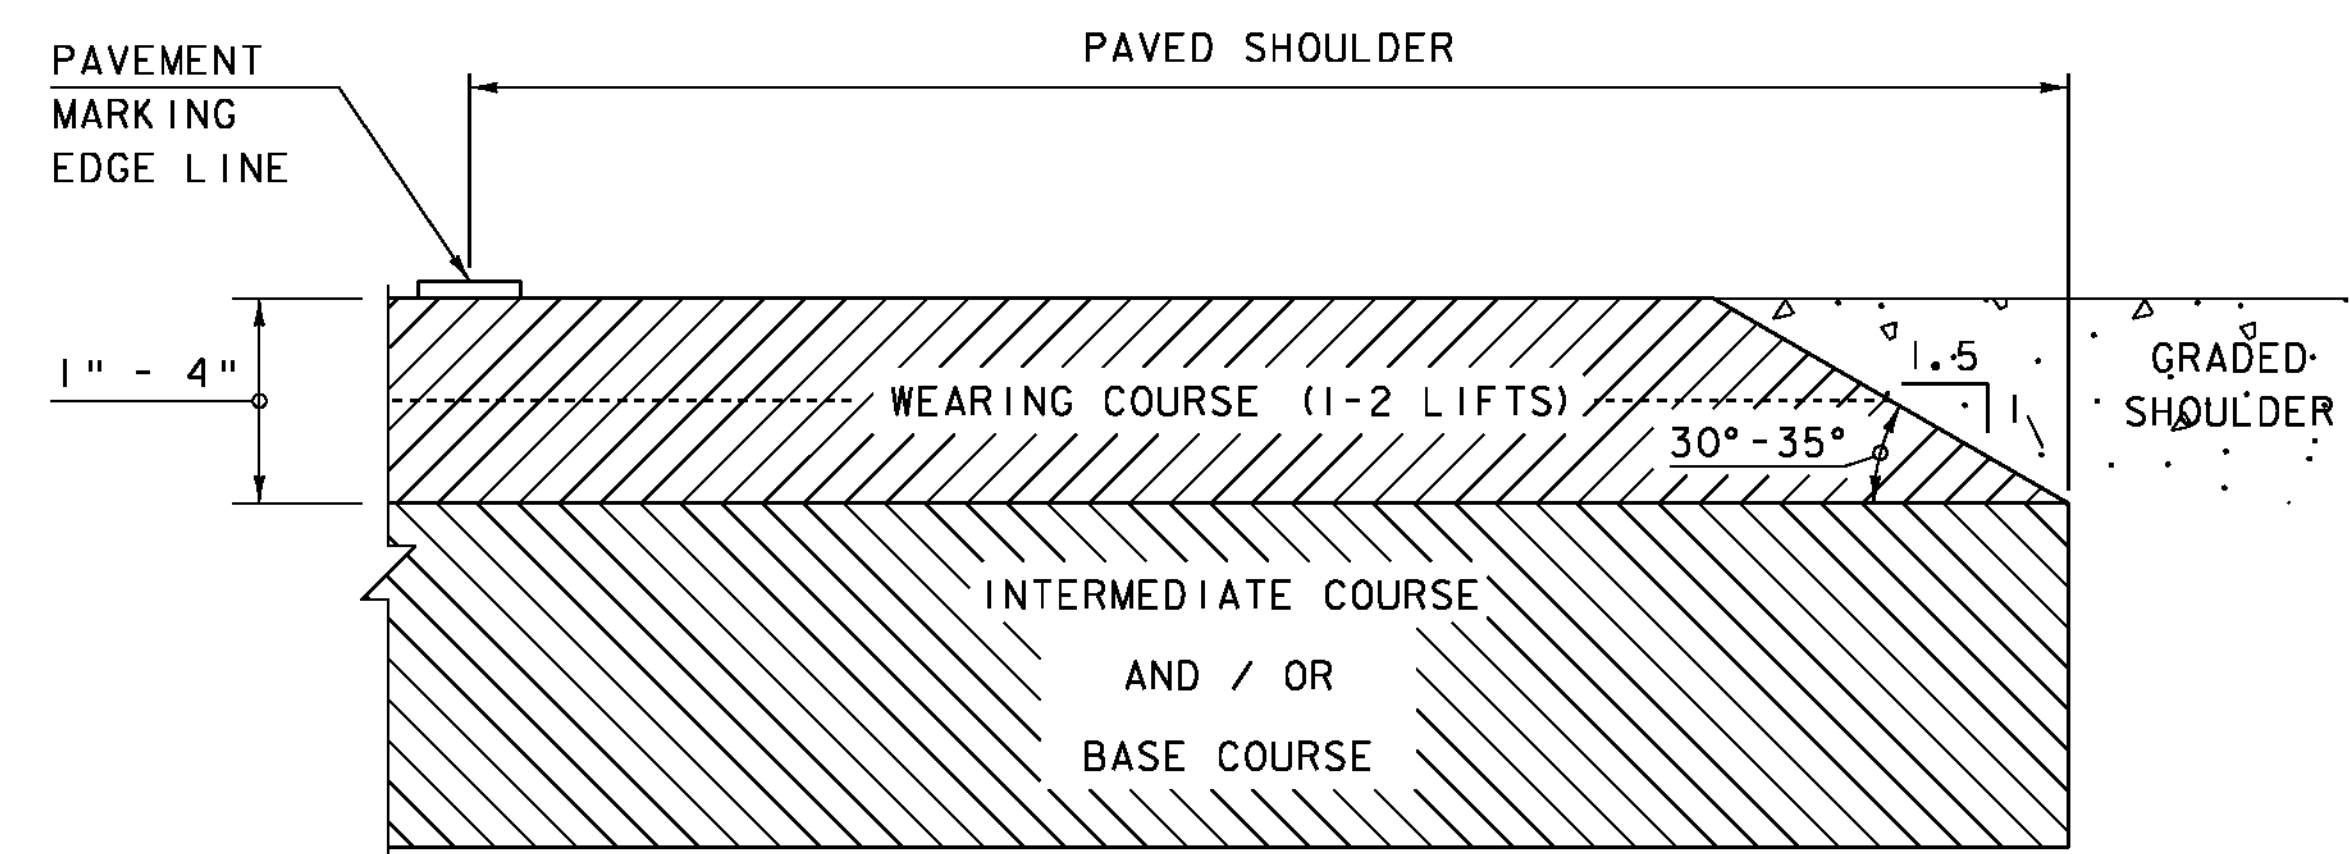 PAVEMENT
MARKING
EDGE LINE
PAVED SHOULDER
1" - 4"
WEARING COURSE (1-2 LIFTS)
1.5
1
30°-35°
GRADED
SHOULDER
INTERMEDIATE COURSE
AND / OR
BASE COURSE